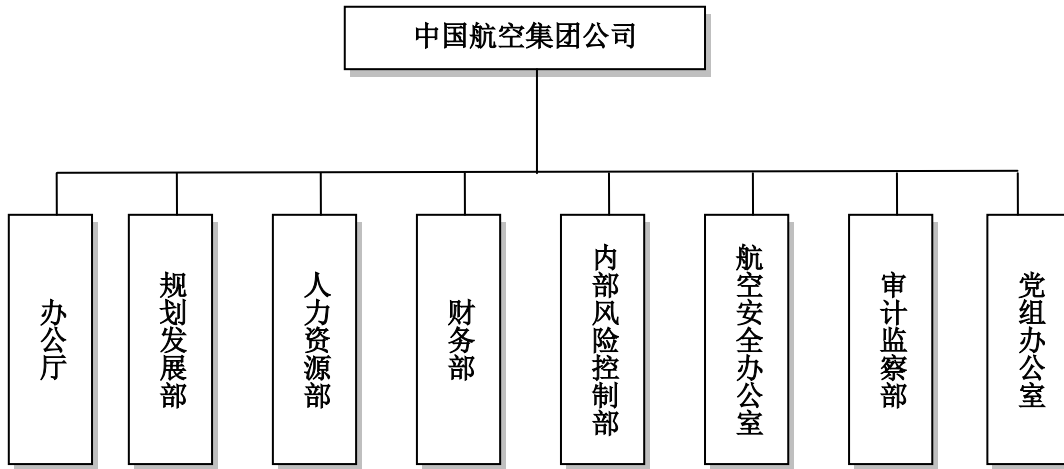 中国航空集团公司
办公厅
规划发展部
人力资源部
财务部
内部风险控制部
航空安全办公室
审计监察部
党组办公室